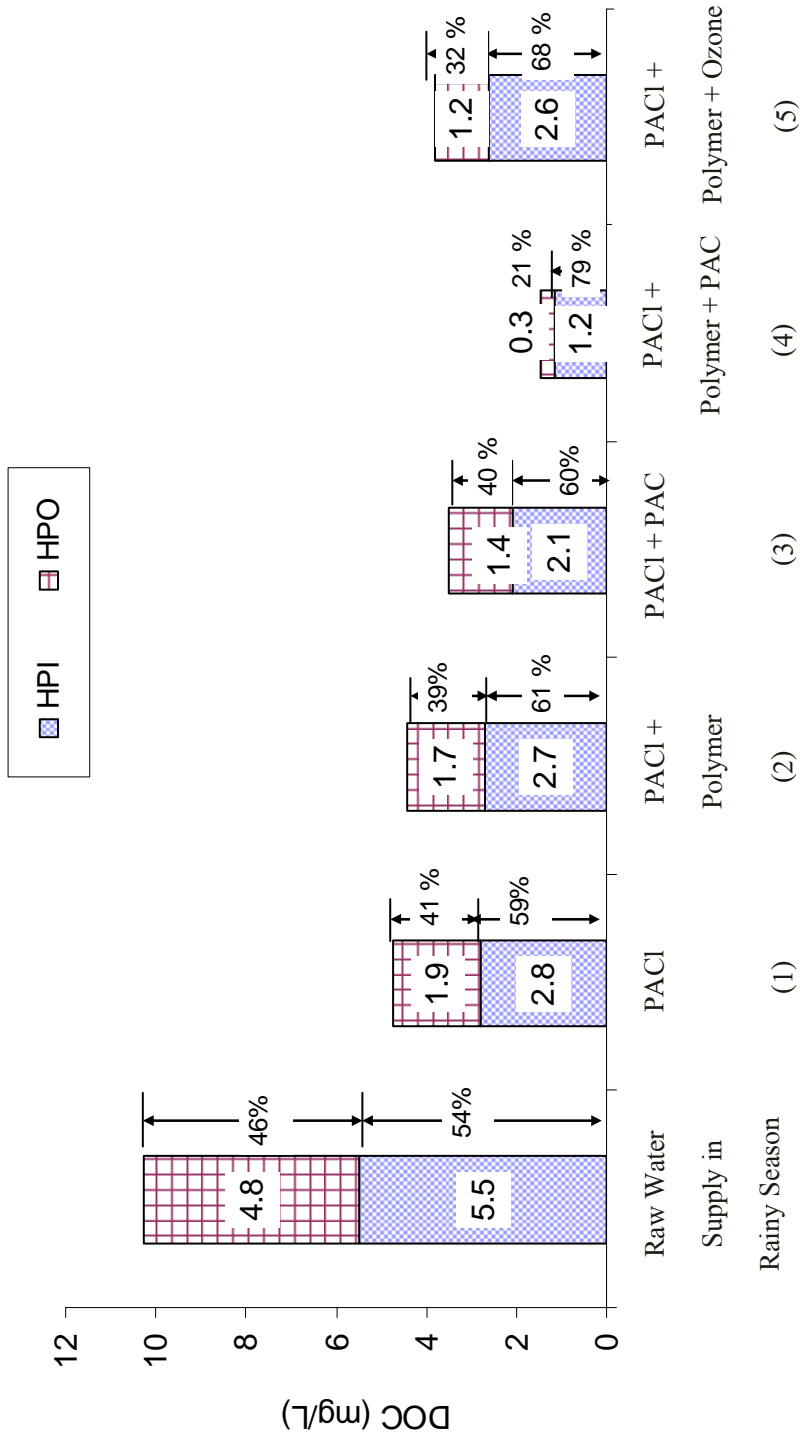 HPI
HPO
DOC (mg/L)
12
10
8
6
4
2
0
4.8
5.5
46%
54%
1.9
2.8
41 %
59%
1.7
2.7
39%
61 %
1.4
2.1
40 %
60%
0.3
1.2
21 %
79 %
1.2
2.6
32 %
68 %
Raw Water
Supply in
Rainy Season
PACl
(1)
PACl +
Polymer
(2)
PACl + PAC
(3)
PACl +
Polymer + PAC
(4)
PACl +
Polymer + Ozone
(5)